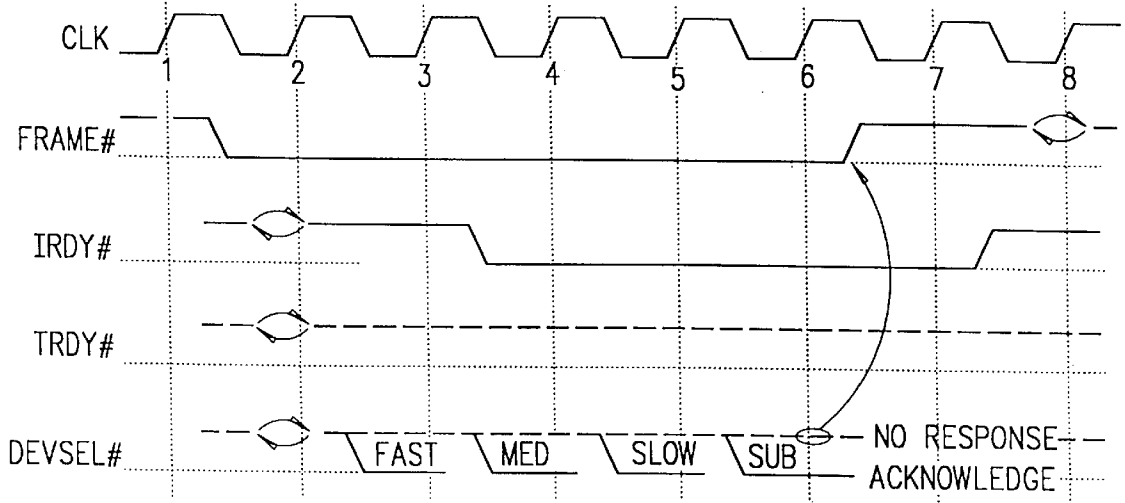 CLK
1 2 3 4 5 6 7 8
FRAME#
IRDY#
TRDY#
DEVSEL#
FAST MED SLOW SUB NO RESPONSE
ACKNOWLEDGE